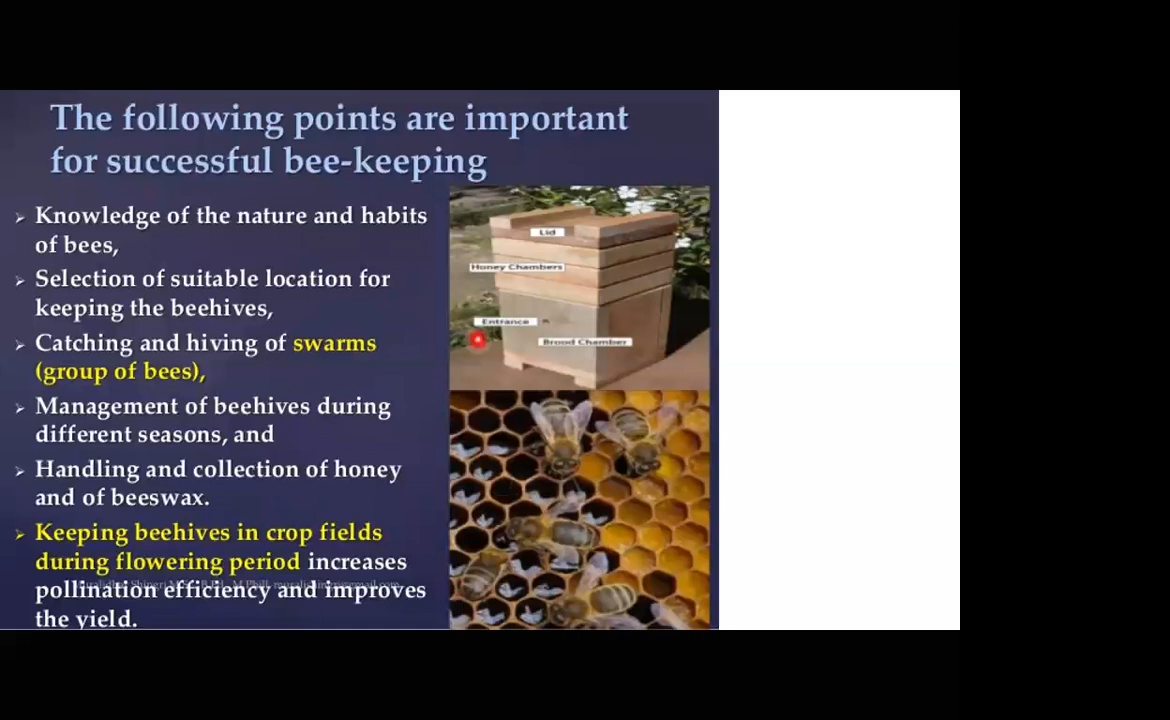 The following points are important
for successful bee-keeping
Knowledge of the nature and habits
of bees,
Selection of suitable location for
keeping the beehives,
Catching and hiving of swarms
(group of bees),
Management of beehives during
different seasons, and
Handling and collection of honey
and of beeswax.
Keeping beehives in crop fields
during flowering period increases
pollination efficiency and improves
the yield.
Lid
Honey Chambers
Entrance
Brood Chamber